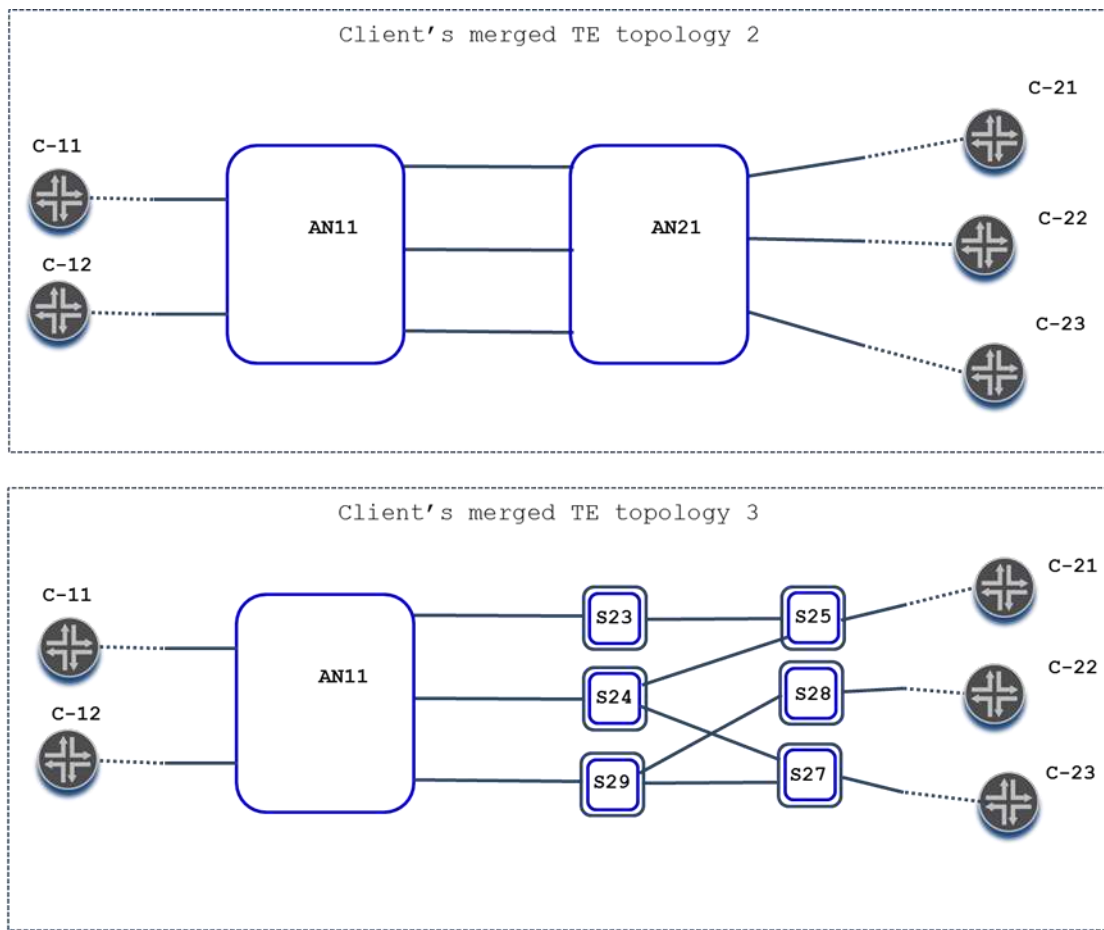 Client's merged TE topology 2
C-21
C-11
C-22
AN11
AN21
C-12
C-23
Client's merged TE topology 3
C-21
C-11
S23
S25
C-22
AN11
S24
S28
C-12
S29
S27
C-23